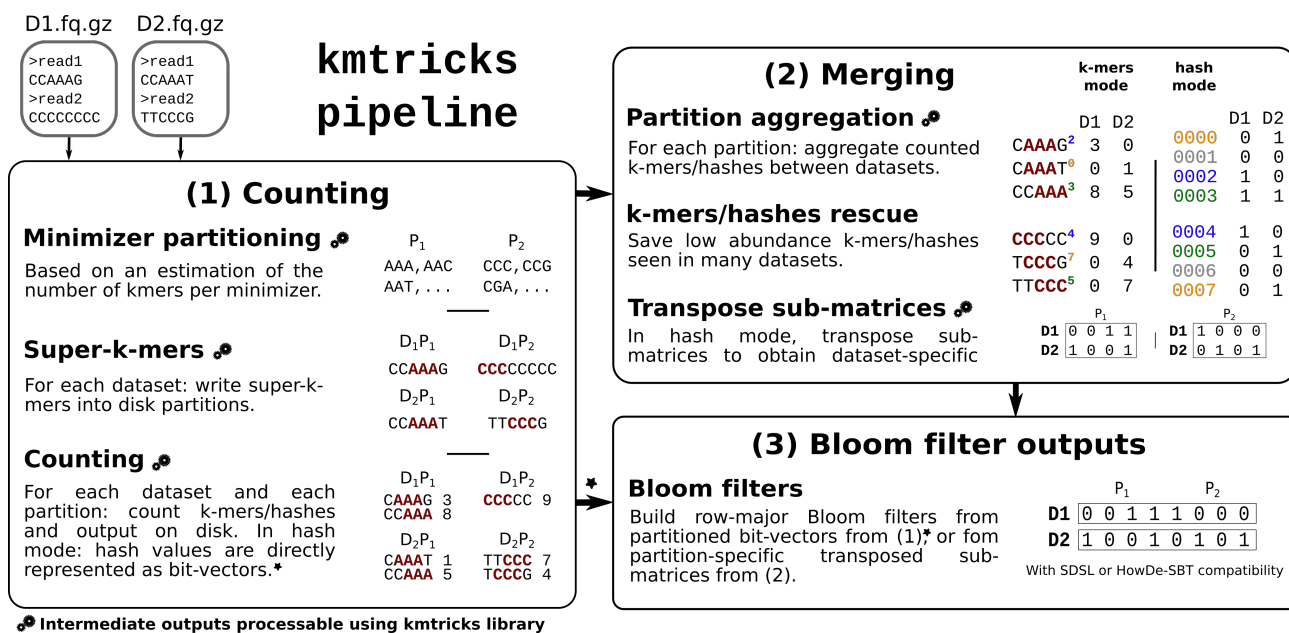 D1.fq.gz D2.fq.gz
>read1
CCAAAG
>read2
CCCCCCCC
>read1
CCAAAT
>read2
TTCCCG
kmtricks
pipeline
(1) Counting
Minimizer partitioning
Based on an estimation of the
number of kmers per minimizer.
P1 P2
AAA,AAC CCC,CCG
AAT,... CGA,...
Super-k-mers
For each dataset: write super-k-
mers into disk partitions.
D1P1 D1P2
CCAAAG CCCCCCCC
D2P1 D2P2
CCAAAT TTCCCG
Counting
For each dataset and each
partition: count k-mers/hashes
and output on disk. In hash
mode: hash values are directly
represented as bit-vectors.★
D1P1 D1P2
CAAAG 3 CCCCC 9
CCAAA 8
D2P1 D2P2
CAAAT 1 TTCCC 7
CCAAA 5 TCCCG 4
Intermediate outputs processable using kmtricks library
★
(2) Merging
Partition aggregation
For each partition: aggregate counted
k-mers/hashes between datasets.
k-mers/hashes rescue
Save low abundance k-mers/hashes
seen in many datasets.
Transpose sub-matrices
In hash mode, transpose sub-
matrices to obtain dataset-specific
k-mers
mode
D1 D2
CAAAG2 3 0
CAAAT0 0 1
CCAAA3 8 5
CCCCC4 9 0
TCCCG7 0 4
TTCCC5 0 7
hash
mode
D1 D2
0000 0 1
0001 0 0
0002 1 0
0003 1 1
0004 1 0
0005 0 1
0006 0 0
0007 0 1
P1 P2
D1 0 0 1 1 D1 1 0 0 0
D2 1 0 0 1 D2 0 1 0 1
(3) Bloom filter outputs
Bloom filters
Build row-major Bloom filters from
partitioned bit-vectors from (1),★ or fom
partition-specific transposed sub-
matrices from (2).
P1 P2
D1 0 0 1 1 1 0 0 0
D2 1 0 0 1 0 1 0 1
With SDSL or HowDe-SBT compatibility